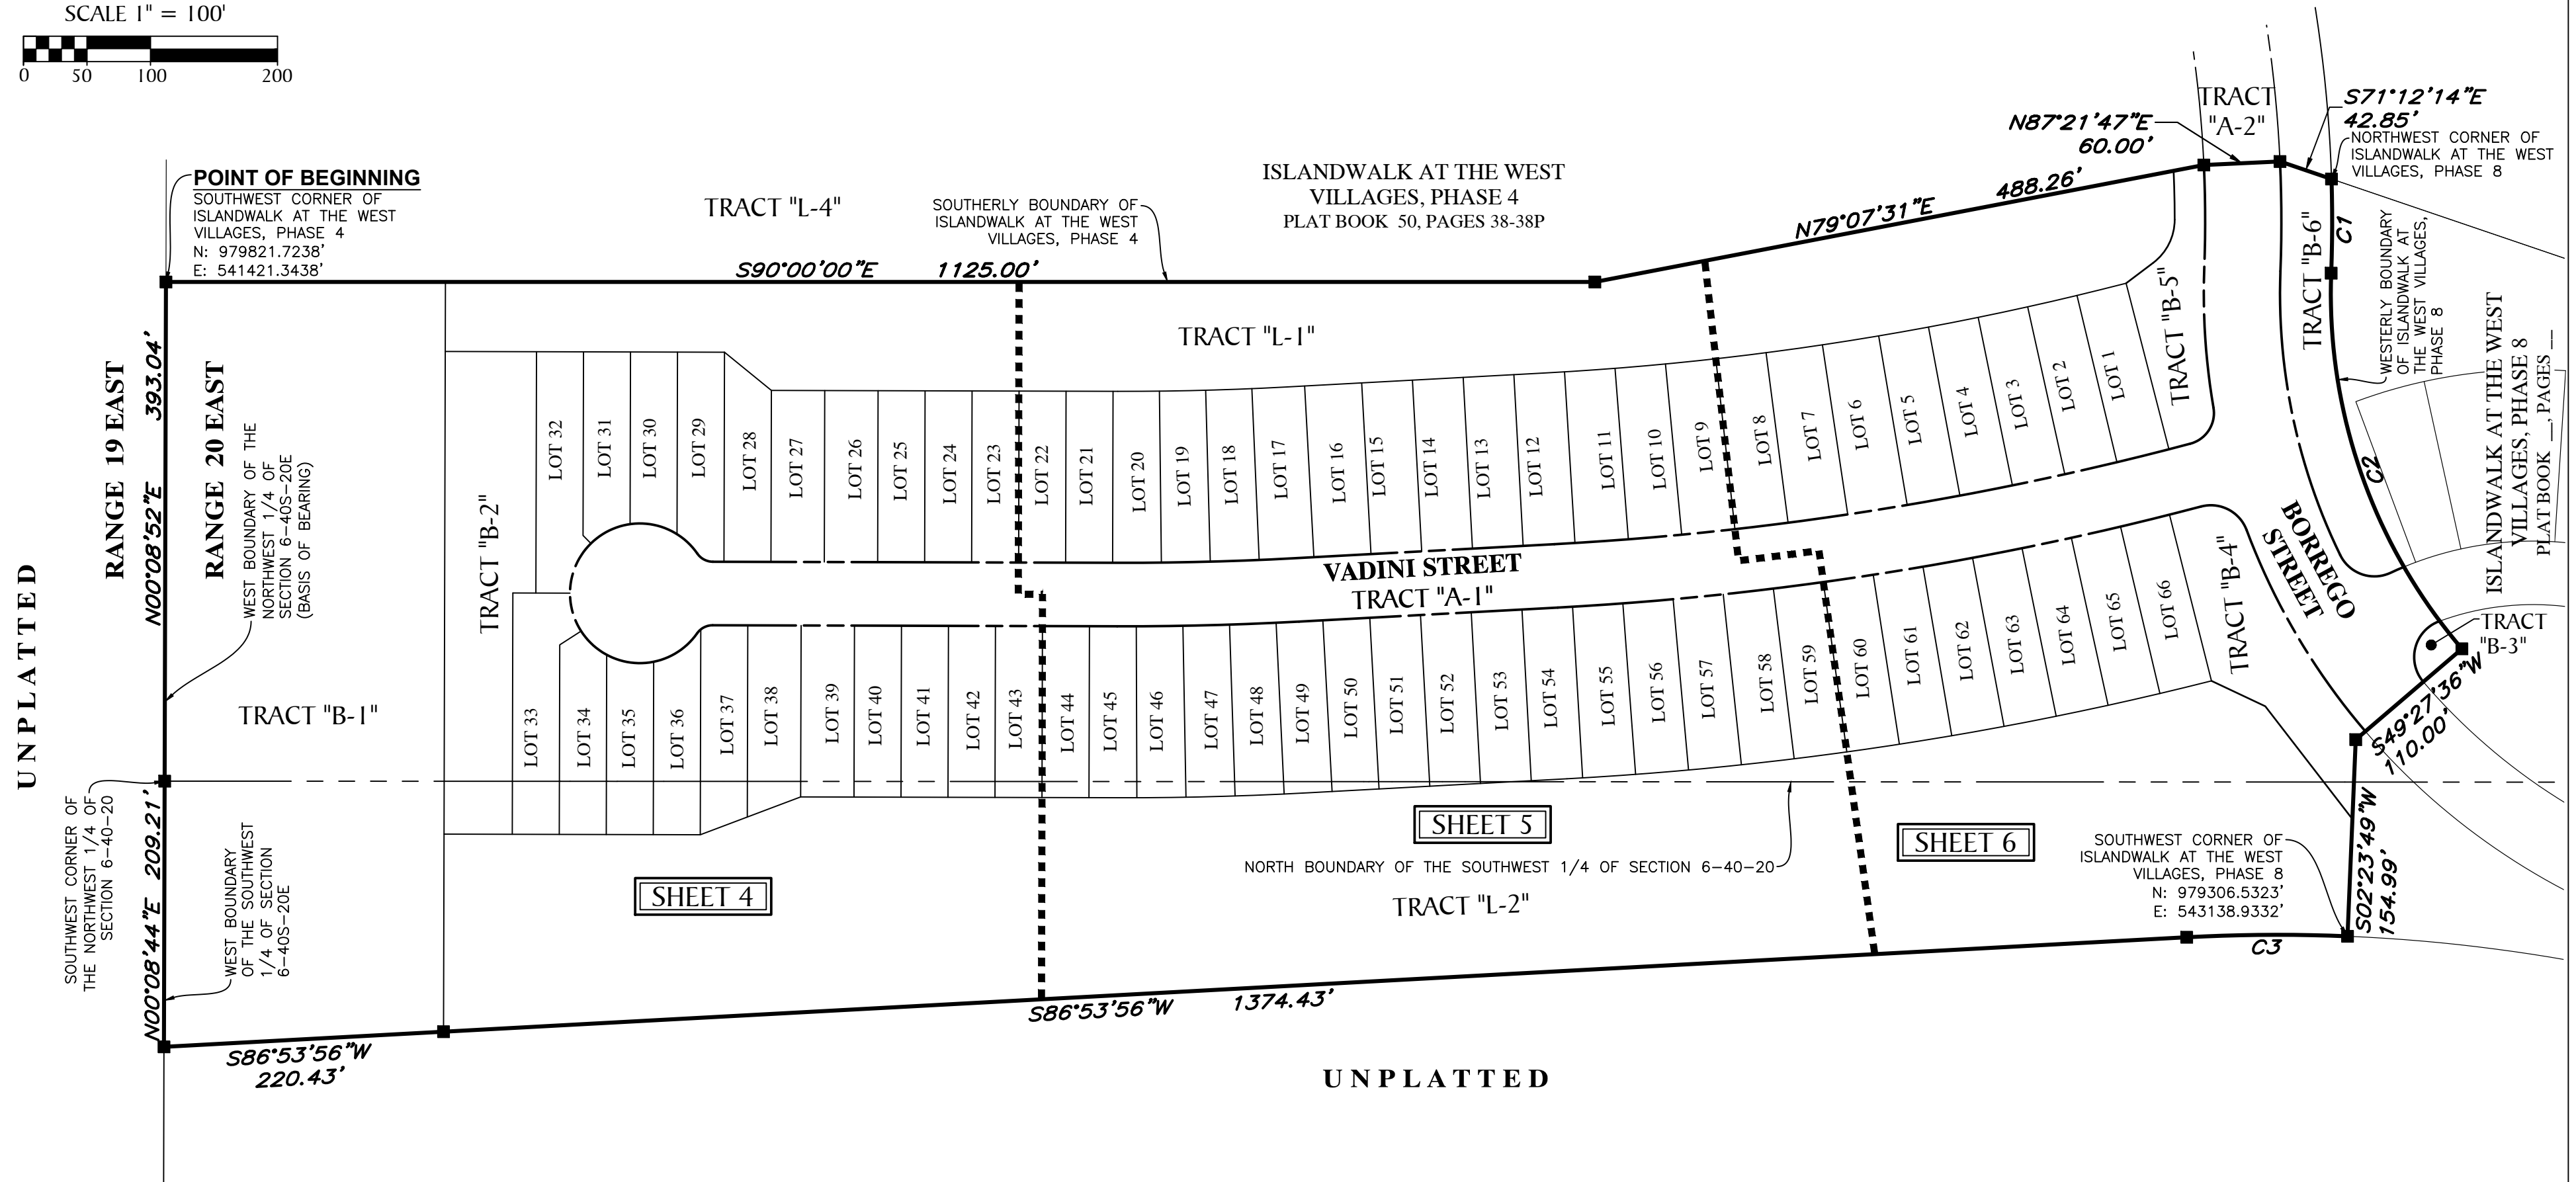 SCALE 1" = 100'
0 50 100 200
POINT OF BEGINNING
SOUTHWEST CORNER OF
ISLANDWALK AT THE WEST
VILLAGES, PHASE 4
N: 979821.7238'
E: 541421.3438'
TRACT "L-4"
SOUTHERLY BOUNDARY OF
ISLANDWALK AT THE WEST
VILLAGES, PHASE 4
ISLANDWALK AT THE WEST
VILLAGES, PHASE 4
PLAT BOOK 50, PAGES 38-38P
S90°00'00"E 1125.00'
N79°07'31"E 488.26'
N87°21'47"E
60.00'
TRACT
"A-2"
S71°12'14"E
42.85'
NORTHWEST CORNER OF
ISLANDWALK AT THE WEST
VILLAGES, PHASE 8
C1
WESTERLY BOUNDARY
OF ISLANDWALK AT
THE WEST VILLAGES,
PHASE 8
TRACT "B-6"
TRACT "B-5"
C2
ISLANDWALK AT THE WEST
VILLAGES, PHASE 8
PLAT BOOK __, PAGES __
UNPLATTED
RANGE 19 EAST
N00°08'52"E 393.04'
RANGE 20 EAST
WEST BOUNDARY OF THE
NORTHWEST 1/4 OF
SECTION 6-40S-20E
(BASIS OF BEARING)
TRACT "L-1"
TRACT "B-2"
LOT 32
LOT 31
LOT 30
LOT 29
LOT 28
LOT 27
LOT 26
LOT 25
LOT 24
LOT 23
LOT 22
LOT 21
LOT 20
LOT 19
LOT 18
LOT 17
LOT 16
LOT 15
LOT 14
LOT 13
LOT 12
LOT 11
LOT 10
LOT 9
LOT 8
LOT 7
LOT 6
LOT 5
LOT 4
LOT 3
LOT 2
LOT 1
VADINI STREET
TRACT "A-1"
BORREGO
STREET
TRACT "B-4"
TRACT
"B-3"
S49°27'36"W
110.00'
TRACT "B-1"
LOT 33
LOT 34
LOT 35
LOT 36
LOT 37
LOT 38
LOT 39
LOT 40
LOT 41
LOT 42
LOT 43
LOT 44
LOT 45
LOT 46
LOT 47
LOT 48
LOT 49
LOT 50
LOT 51
LOT 52
LOT 53
LOT 54
LOT 55
LOT 56
LOT 57
LOT 58
LOT 59
LOT 60
LOT 61
LOT 62
LOT 63
LOT 64
LOT 65
LOT 66
SOUTHWEST CORNER OF
THE NORTHWEST 1/4 OF
SECTION 6-40-20
N00°08'44"E 209.21'
WEST BOUNDARY
OF THE SOUTHWEST
1/4 OF SECTION
6-40S-20E
SHEET 4
SHEET 5
SHEET 6
NORTH BOUNDARY OF THE SOUTHWEST 1/4 OF SECTION 6-40-20
TRACT "L-2"
SOUTHWEST CORNER OF
ISLANDWALK AT THE WEST
VILLAGES, PHASE 8
N: 979306.5323'
E: 543138.9332'
S02°23'49"W
154.99'
C3
S86°53'56"W 1374.43'
S86°53'56"W
220.43'
UNPLATTED